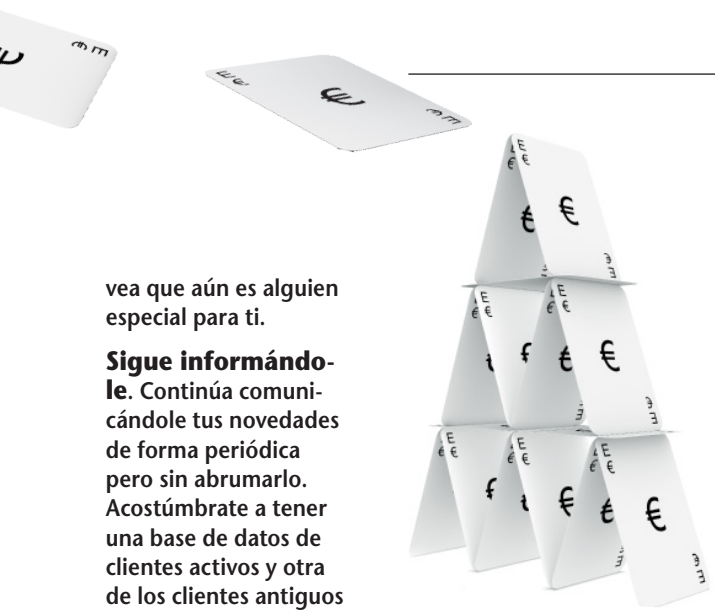 vea que aún es alguien
especial para ti.
Sigue informándo-
le. Continúa comuni-
cándole tus novedades
de forma periódica
pero sin abrumarlo.
Acostúmbrate a tener
una base de datos de
clientes activos y otra
de los clientes antiguos